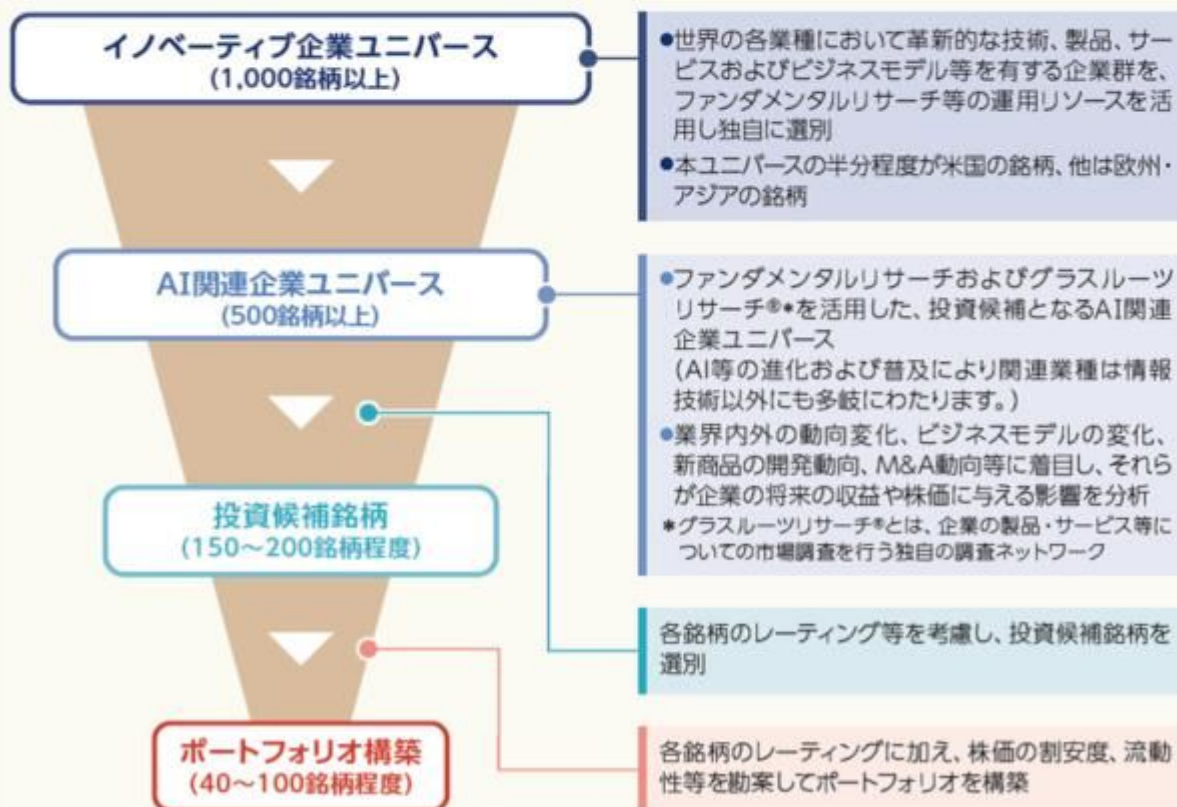 イノベーティブ企業ユニバース
(1,000銘柄以上)
●世界の各業種において革新的な技術、製品、サー
ビスおよびビジネスモデル等を有する企業群を、
ファンダメンタルリサーチ等の運用リソースを活
用し独自に選別
●本ユニバースの半分程度が米国の銘柄、他は欧州・
アジアの銘柄
AI関連企業ユニバース
(500銘柄以上)
●ファンダメンタルリサーチおよびグラスルーツ
リサーチ®*を活用した、投資候補となるAI関連
企業ユニバース
(AI等の進化および普及により関連業種は情報
技術以外にも多岐にわたります。)
●業界内外の動向変化、ビジネスモデルの変化、
新商品の開発動向、M&A動向等に着目し、それら
が企業の将来の収益や株価に与える影響を分析
*グラスルーツリサーチ®とは、企業の製品・サービス等に
ついての市場調査を行う独自の調査ネットワーク
投資候補銘柄
(150～200銘柄程度)
各銘柄のレーティング等を考慮し、投資候補銘柄を
選別
ポートフォリオ構築
(40～100銘柄程度)
各銘柄のレーティングに加え、株価の割安度、流動
性等を勘案してポートフォリオを構築